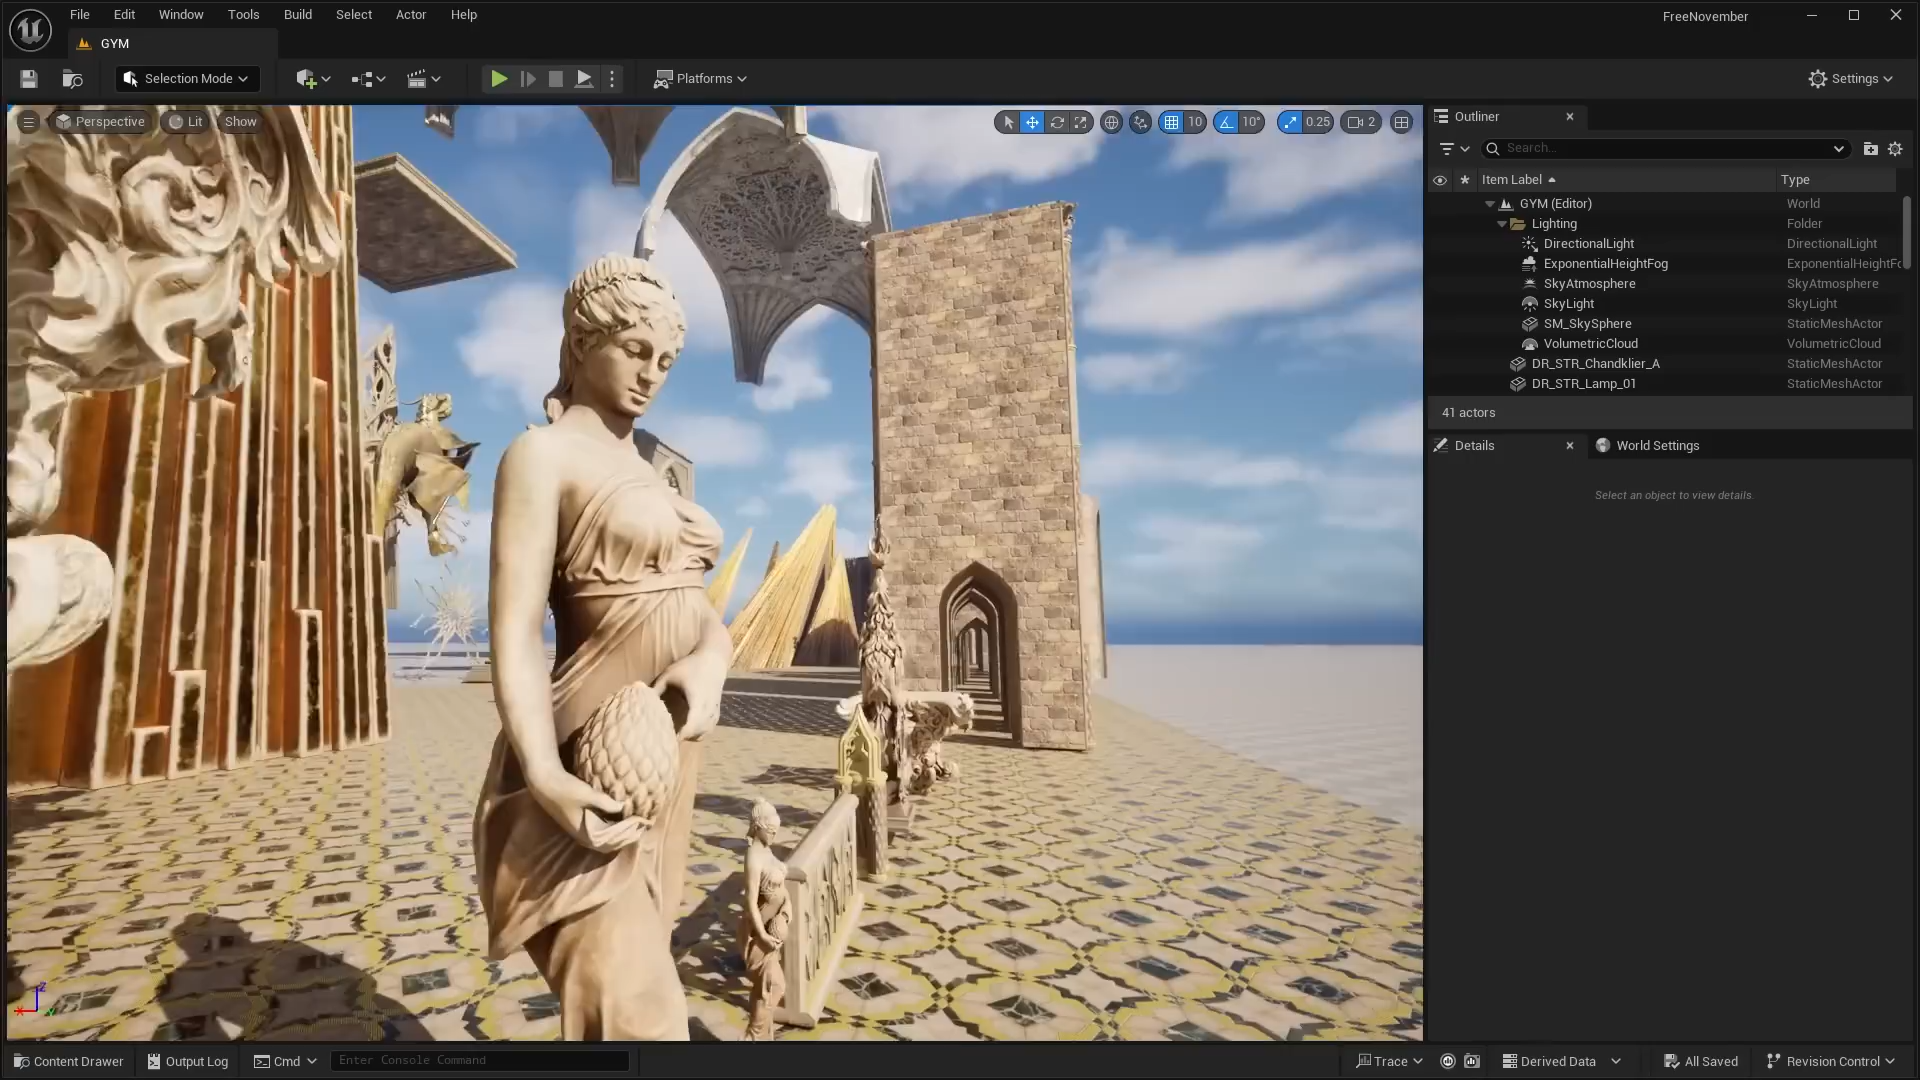 File Edit Window Tools Build Select Actor Help
FreeNovember
GYM
Selection Mode
Platforms
Settings
Perspective Lit Show
10 10° 0.25 2
Outliner
Search...
Item Label Type
GYM (Editor) World
Lighting Folder
DirectionalLight DirectionalLight
ExponentialHeightFog ExponentialHeightFo
SkyAtmosphere SkyAtmosphere
SkyLight SkyLight
SM_SkySphere StaticMeshActor
VolumetricCloud VolumetricCloud
DR_STR_Chandklier_A StaticMeshActor
DR_STR_Lamp_01 StaticMeshActor
41 actors
Details World Settings
Select an object to view details.
Z
X Y
Content Drawer Output Log Cmd Enter Console Command Trace Derived Data All Saved Revision Control